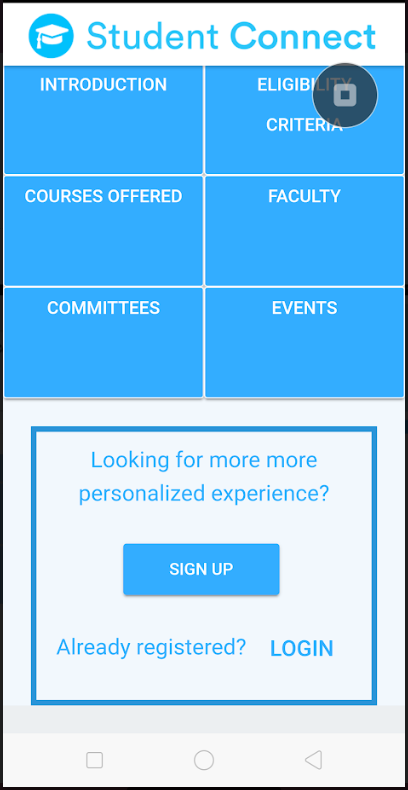 Student Connect
INTRODUCTION
ELIGIBILITY
CRITERIA
COURSES OFFERED
FACULTY
COMMITTEES
EVENTS
Looking for more more
personalized experience?
SIGN UP
Already registered? LOGIN